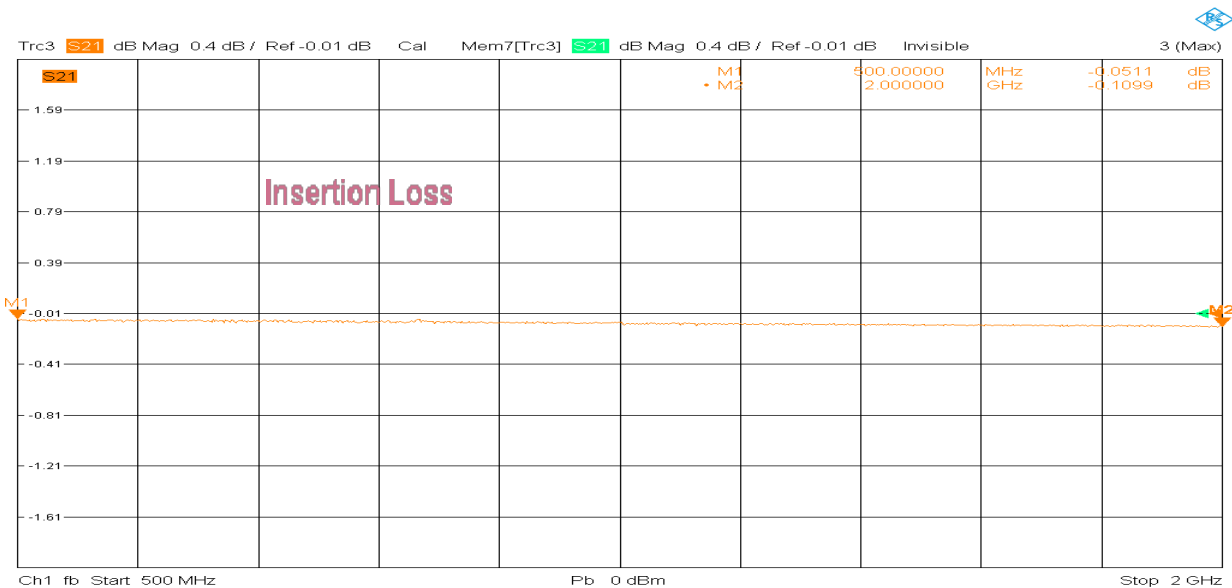 Trc3 S21 dB Mag 0.4 dB / Ref -0.01 dB Cal Mem7[Trc3] S21 dB Mag 0.4 dB / Ref -0.01 dB Invisible 3 (Max)
S21
M1 500.00000 MHz -0.0511 dB
• M2 2.000000 GHz -0.1099 dB
1.59
1.19
Insertion Loss
0.79
0.39
M1
-0.01
M2
-0.41
-0.81
-1.21
-1.61
Ch1 fb Start 500 MHz Pb 0 dBm Stop 2 GHz